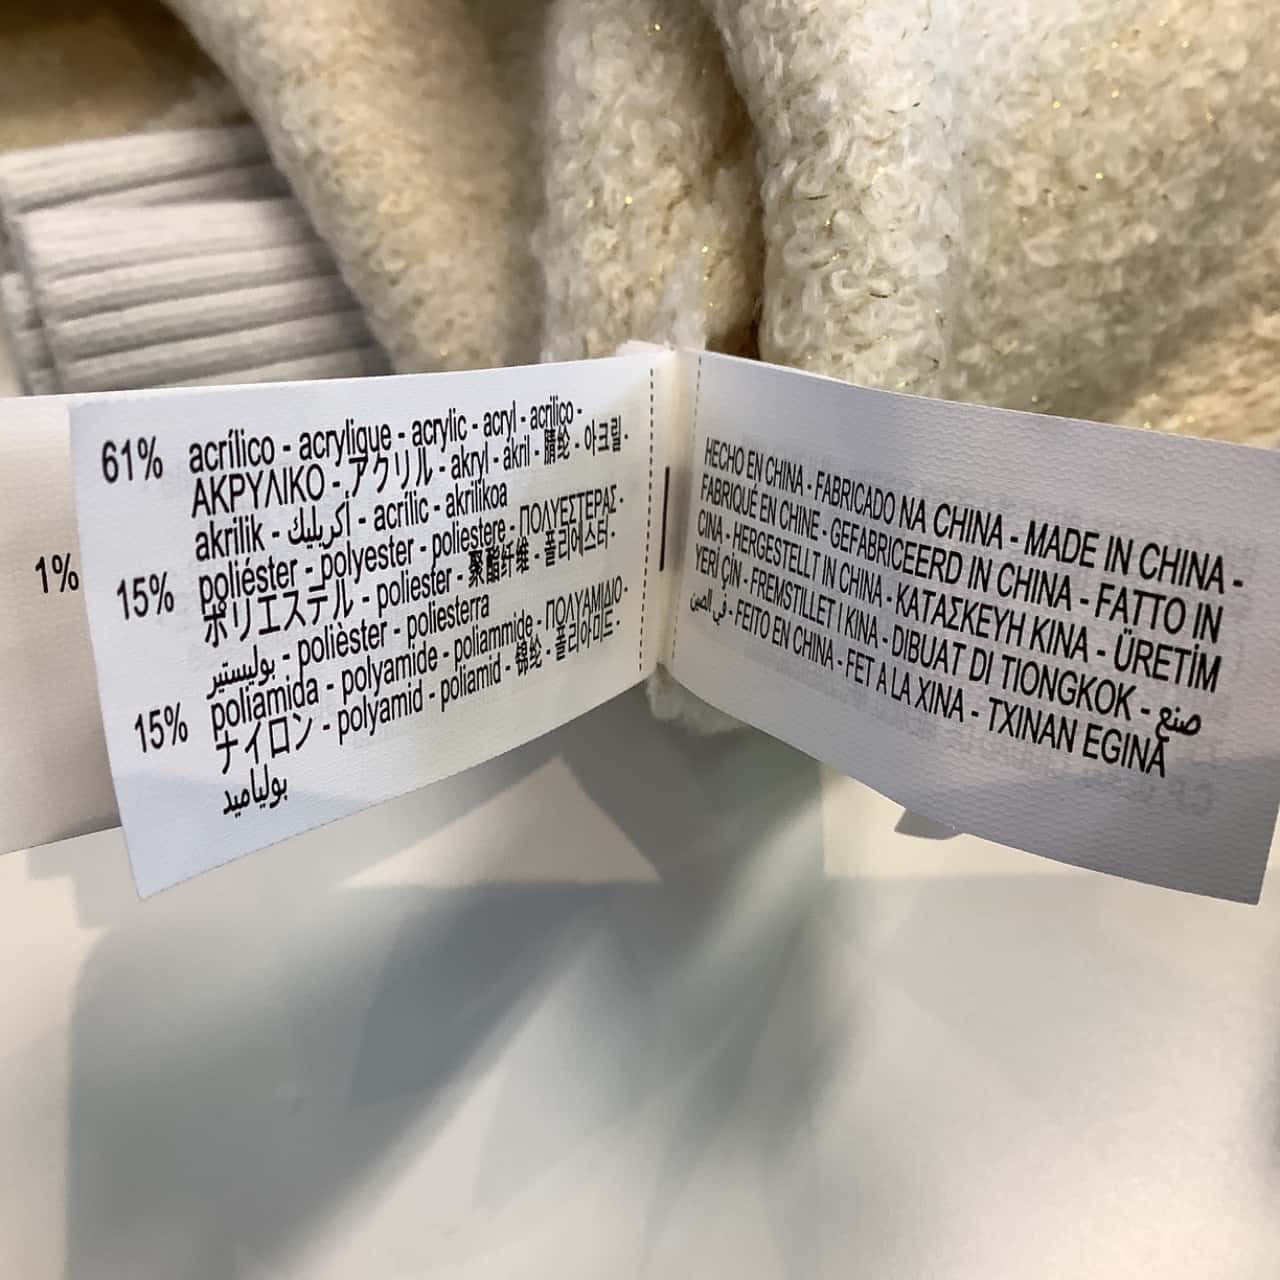 1%
61% acrílico - acrylique - acrylic - acryl - acrilico -
ΑΚΡΥΛΙΚΟ - アクリル - akryl - akril - 腈纶 - 아크릴 -
akrilik - أكريليك - acrílic - akrilikoa
15% poliéster - polyester - poliestere - ΠΟΛΥΕΣΤΕΡΑΣ -
ポリエステル - poliester - 聚酯纤维 - 폴리에스터 -
بوليستير - polièster - poliesterra
15% poliamida - polyamide - poliammide - ΠΟΛΥΑΜΙΔΙΟ -
ナイロン - polyamid - poliamid - 锦纶 - 폴리아미드 -
بولياميد
HECHO EN CHINA - FABRICADO NA CHINA - MADE IN CHINA -
FABRIQUÉ EN CHINE - GEFABRICEERD IN CHINA - FATTO IN
CINA - HERGESTELLT IN CHINA - ΚΑΤΑΣΚΕΥΗ ΚΙΝΑ - ÜRETİM
YERİ ÇİN - FREMSTILLET I KINA - DIBUAT DI TIONGKOK - صنع
في الصين - FEITO EN CHINA - FET A LA XINA - TXINAN EGINA